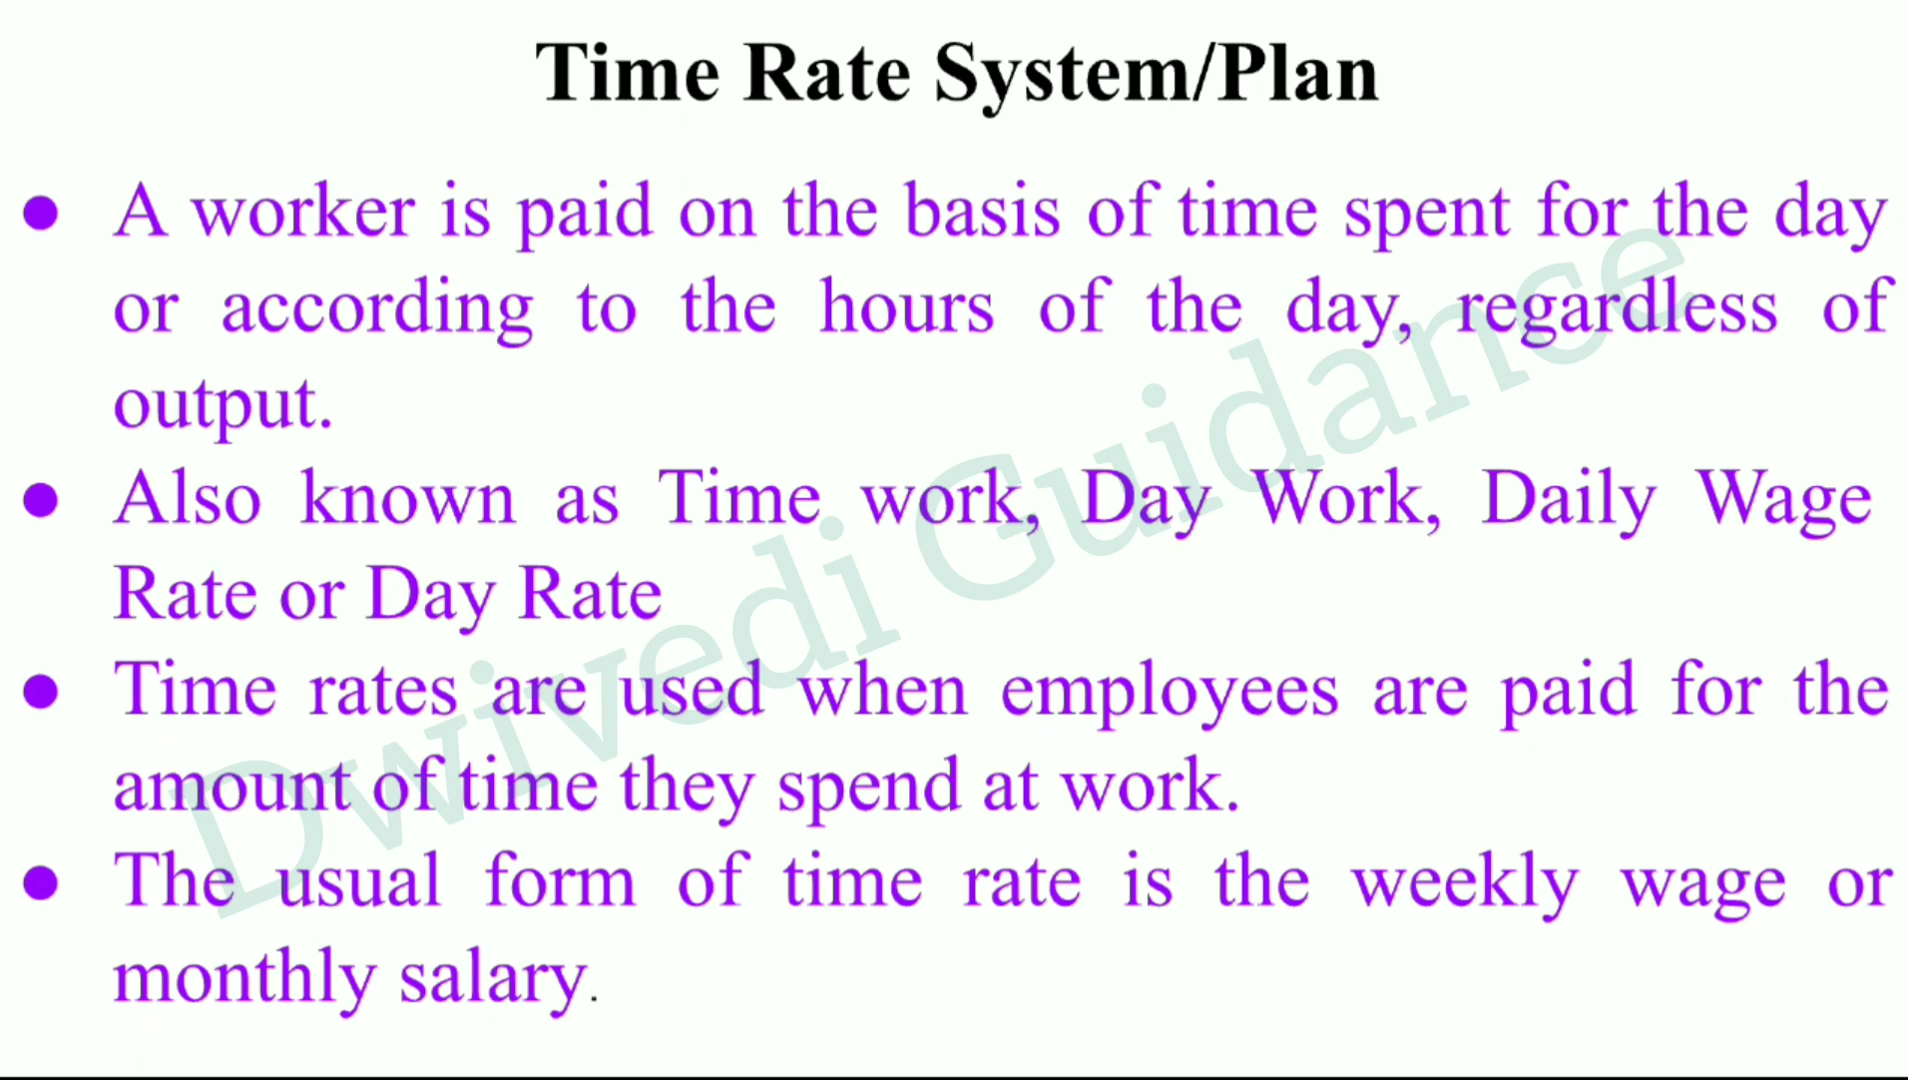 Time Rate System/Plan
● A worker is paid on the basis of time spent for the day
or according to the hours of the day, regardless of
output.
● Also known as Time work, Day Work, Daily Wage
Rate or Day Rate
● Time rates are used when employees are paid for the
amount of time they spend at work.
● The usual form of time rate is the weekly wage or
monthly salary.
Dwivedi Guidance